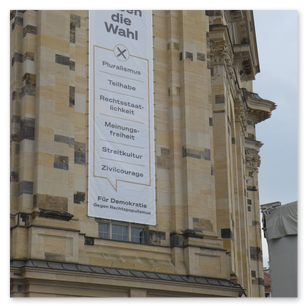 die
Wahl
Pluralismus
Teilhabe
Rechtsstaat-
lichkeit
Meinungs-
freiheit
Streitkultur
Zivilcourage
Für Demokratie
Gegen Rechtspopulismus